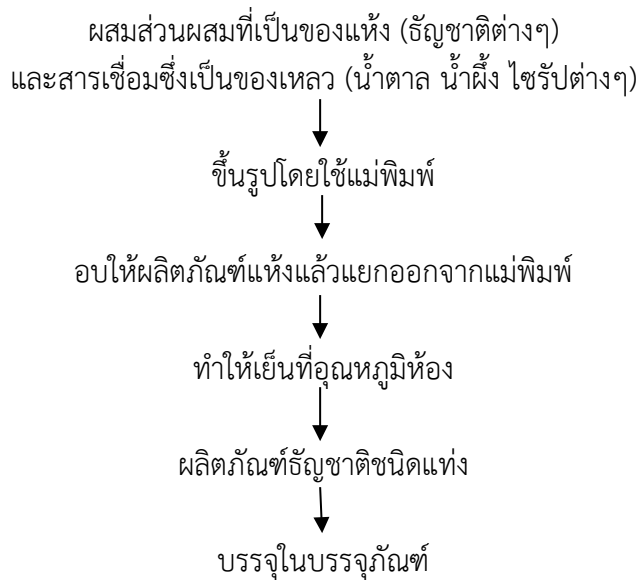 ผสมส่วนผสมที่เป็นของแห้ง (ธัญชาติต่างๆ)
และสารเชื่อมซึ่งเป็นของเหลว (น้ำตาล น้ำผึ้ง ไซรัปต่างๆ)
ขึ้นรูปโดยใช้แม่พิมพ์
อบให้ผลิตภัณฑ์แห้งแล้วแยกออกจากแม่พิมพ์
ทำให้เย็นที่อุณหภูมิห้อง
ผลิตภัณฑ์ธัญชาติชนิดแท่ง
บรรจุในบรรจุภัณฑ์